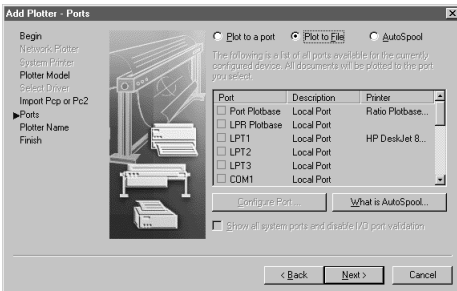 Add Plotter - Ports
Begin
Network Plotter
System Printer
Plotter Model
Select Driver
Import Pcp or Pc2
Ports
Plotter Name
Finish
Plot to a port
Plot to File
AutoSpool
The following is a list of all ports available for the currently
configured device. All documents will be plotted to the port
you select.
Port Description Printer
Port Plotbase Local Port Ratio Plotbase...
LPR Plotbase Local Port
LPT1 Local Port HP DeskJet 8...
LPT2 Local Port
LPT3 Local Port
COM1 Local Port
Configure Port...
What is AutoSpool...
Show all system ports and disable I/O port validation
< Back
Next >
Cancel